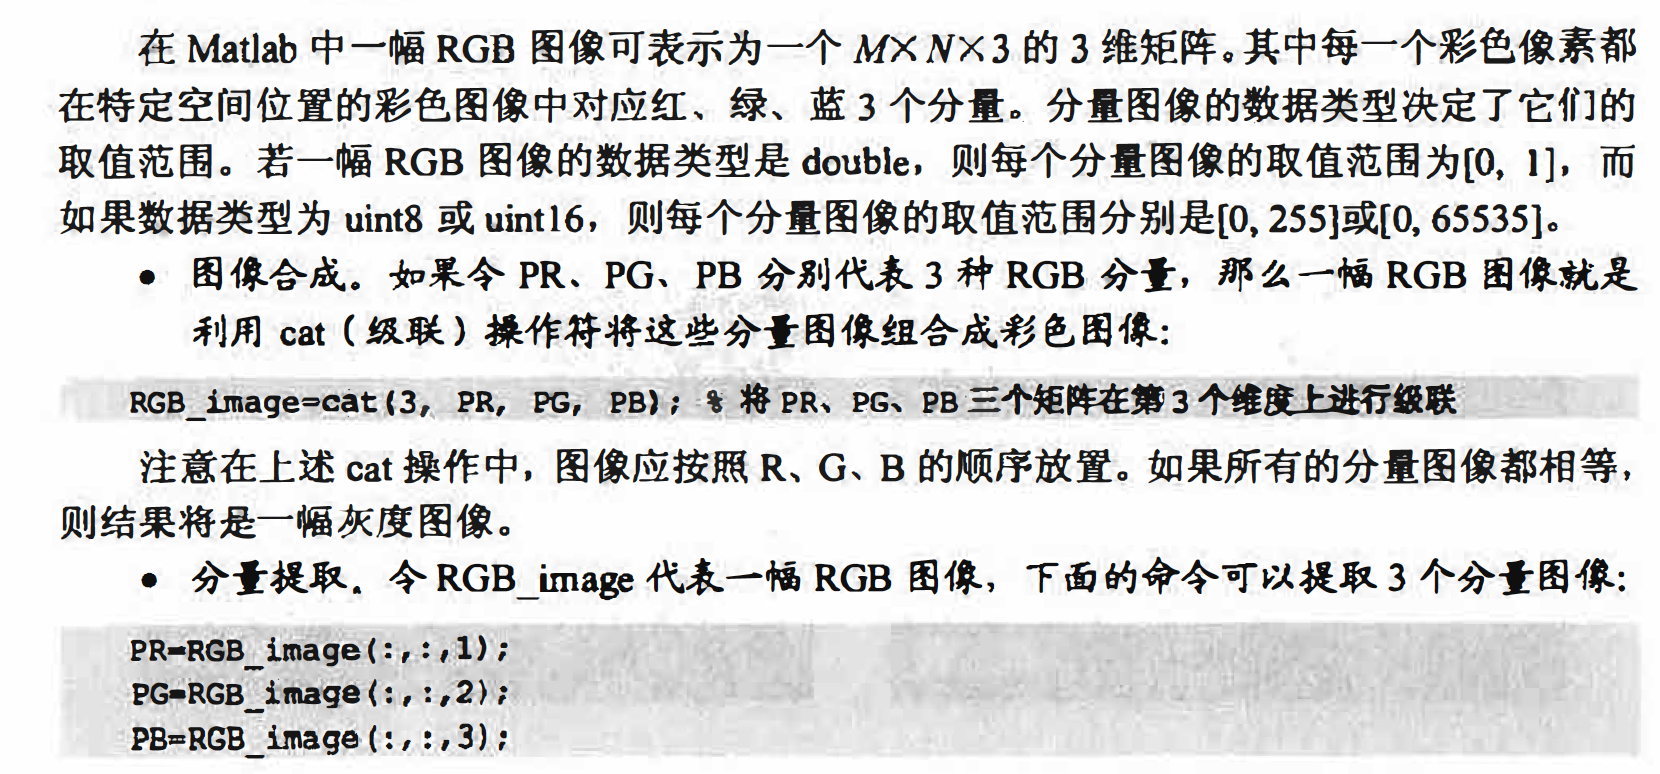 在 Matlab 中一幅 RGB 图像可表示为一个 M×N×3 的 3 维矩阵。其中每一个彩色像素都
在特定空间位置的彩色图像中对应红、绿、蓝 3 个分量。分量图像的数据类型决定了它们的
取值范围。若一幅 RGB 图像的数据类型是 double，则每个分量图像的取值范围为[0, 1]，而
如果数据类型为 uint8 或 uint16，则每个分量图像的取值范围分别是[0, 255]或[0, 65535]。
● 图像合成。如果令 PR、PG、PB 分别代表 3 种 RGB 分量，那么一幅 RGB 图像就是
利用 cat（级联）操作符将这些分量图像组合成彩色图像：
RGB_image=cat(3, PR, PG, PB); % 将 PR、PG、PB 三个矩阵在第 3 个维度上进行级联
注意在上述 cat 操作中，图像应按照 R、G、B 的顺序放置。如果所有的分量图像都相等，
则结果将是一幅灰度图像。
● 分量提取。令 RGB_image 代表一幅 RGB 图像，下面的命令可以提取 3 个分量图像：
PR=RGB_image(:,:,1);
PG=RGB_image(:,:,2);
PB=RGB_image(:,:,3);